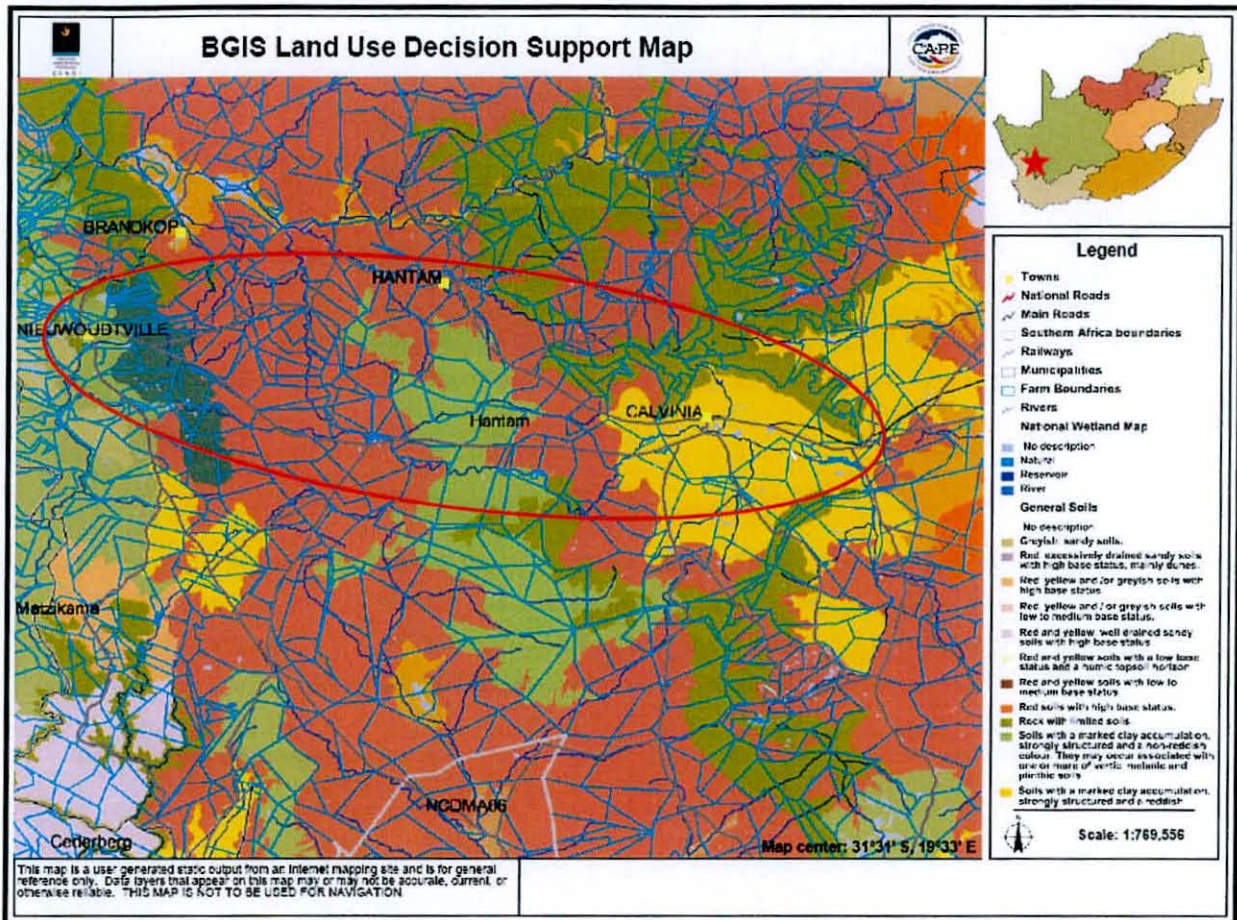 BGIS Land Use Decision Support Map
CAPE
BRANDKOP
HANTAM
NIEUWOUDTVILLE
Hantam
CALVINIA
Matzikama
NCDMA06
Cederberg
Map center: 31°31' S, 19°33' E
Legend
Towns
National Roads
Main Roads
Southern Africa boundaries
Railways
Municipalities
Farm Boundaries
Rivers
National Wetland Map
No description
Natural
Reservoir
River
General Soils
No description
Greyish, sandy soils.
Red, excessively drained sandy soils
with high base status, mainly dunes.
Red, yellow and /or greyish soils with
high base status.
Red, yellow and / or greyish soils with
low to medium base status.
Red and yellow, well drained sandy
soils with high base status
Red and yellow soils with a low base
status and a humic topsoil horizon
Red and yellow soils with low to
medium base status.
Red soils with high base status.
Rock with limited soils
Soils with a marked clay accumulation,
strongly structured and a non-reddish
colour. They may occur associated with
one or more of vertic, melanic and
plinthic soils
Soils with a marked clay accumulation,
strongly structured and a reddish
N
Scale: 1:769,556
This map is a user generated static output from an Internet mapping site and is for general
reference only. Data layers that appear on this map may or may not be accurate, current, or
otherwise reliable. THIS MAP IS NOT TO BE USED FOR NAVIGATION